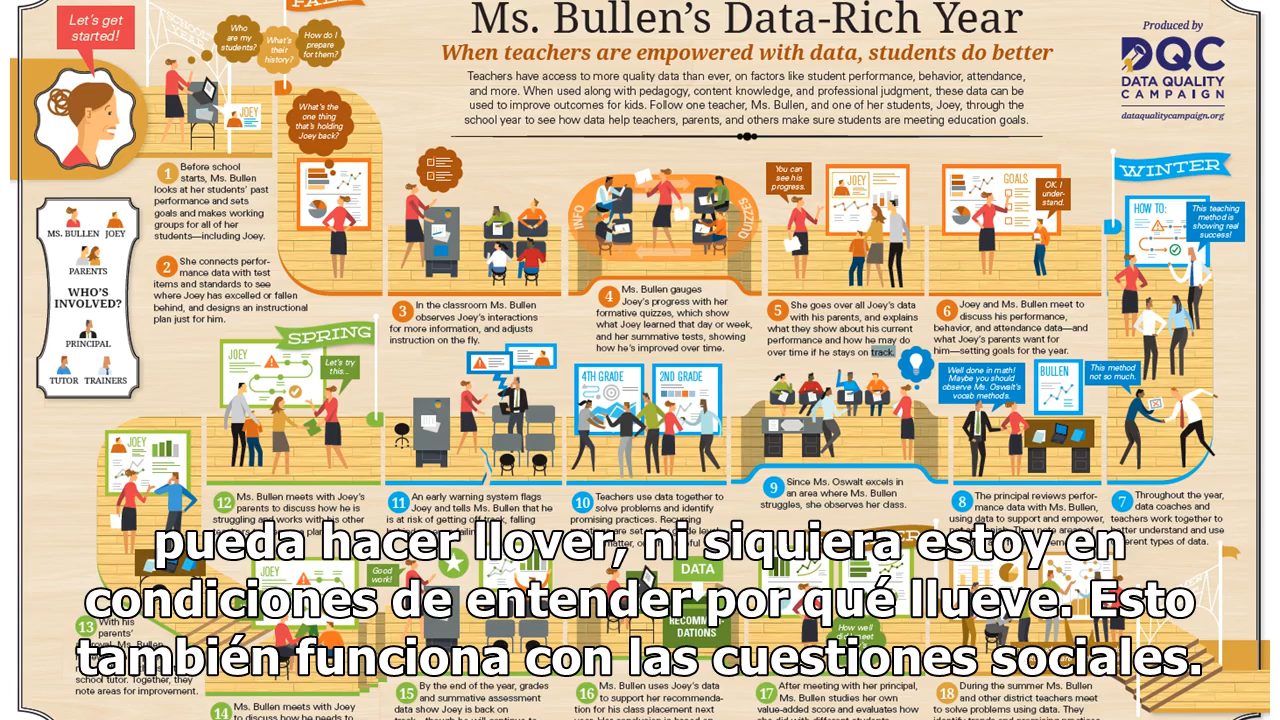 Let's get
started!
SCHOOL
YEAR
Who
are my
students?
What's
their
history?
How do I
prepare
for them?
FALL
Ms. Bullen's Data-Rich Year
When teachers are empowered with data, students do better
Teachers have access to more quality data than ever, on factors like student performance, behavior, attendance,
and more. When used along with pedagogy, content knowledge, and professional judgment, these data can be
used to improve outcomes for kids. Follow one teacher, Ms. Bullen, and one of her students, Joey, through the
school year to see how data help teachers, parents, and others make sure students are meeting education goals.
Produced by
DQC
DATA QUALITY
CAMPAIGN
dataqualitycampaign.org
JOEY
What's the
one thing
that's holding
Joey back?
1 Before school
starts, Ms. Bullen
looks at her students' past
performance and sets
goals and makes working
groups for all of her
students—including Joey.
2 She connects perfor-
mance data with test
items and standards to see
where Joey has excelled or fallen
behind, and designs an instructional
plan just for him.
MS. BULLEN JOEY
PARENTS
WHO'S
INVOLVED?
PRINCIPAL
TUTOR TRAINERS
3 In the classroom Ms. Bullen
observes Joey's interactions
for more information, and adjusts
instruction on the fly.
INFO
QUIZZES
4 Ms. Bullen gauges
Joey's progress with her
formative quizzes, which show
what Joey learned that day or week,
and her summative tests, showing
how he's improved over time.
You can
see his
progress.
JOEY
5 She goes over all Joey's data
with his parents, and explains
what they show about his current
performance and how he may do
over time if he stays on track.
GOALS
OK. I
under-
stand.
6 Joey and Ms. Bullen meet to
discuss his performance,
behavior, and attendance data—and
what Joey's parents want for
him—setting goals for the year.
WINTER
HOW TO:
This teaching
method is
showing real
success!
This method
not so much.
7 Throughout the year,
data coaches and
teachers work together to
better understand and use
different types of data.
Well done in math!
Maybe you should
observe Ms. Oswalt's
vocab methods.
BULLEN
8 The principal reviews perfor-
mance data with Ms. Bullen,
using data to support and empower,
9 Since Ms. Oswalt excels in
an area where Ms. Bullen
struggles, she observes her class.
4TH GRADE
2ND GRADE
10 Teachers use data together to
solve problems and identify
promising practices. Recurring
11 An early warning system flags
Joey and tells Ms. Bullen that he
is at risk of getting off track, falling
SPRING
JOEY
Let's try
this...
12 Ms. Bullen meets with Joey's
parents to discuss how he is
struggling and works with his other
JOEY
pueda hacer llover, ni siquiera estoy en
condiciones de entender por qué llueve. Esto
también funciona con las cuestiones sociales.
13 With his
parents'
school tutor. Together, they
note areas for improvement.
JOEY
Good
work!
DATA
RECOMMEN-
DATIONS
How well
14 Ms. Bullen meets with Joey
to discuss how he needs to
15 By the end of the year, grades
and summative assessment
data show Joey is back on
16 Ms. Bullen uses Joey's data
to support her recommenda-
tion for his class placement next
17 After meeting with her principal,
Ms. Bullen studies her own
value-added score and evaluates how
18 During the summer Ms. Bullen
and other district teachers meet
to solve problems using data. They